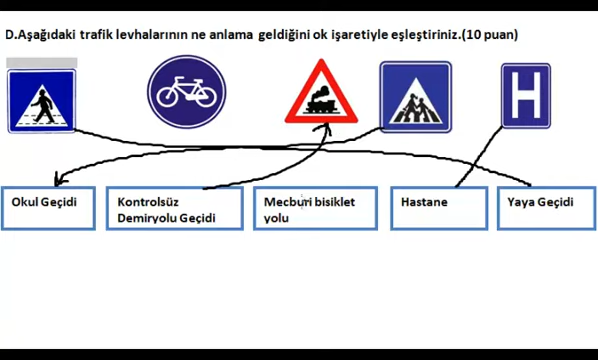 D.Aşağıdaki trafik levhalarının ne anlama geldiğini ok işaretiyle eşleştiriniz.(10 puan)
H
Okul Geçidi
Kontrolsüz
Demiryolu Geçidi
Mecburi bisiklet
yolu
Hastane
Yaya Geçidi